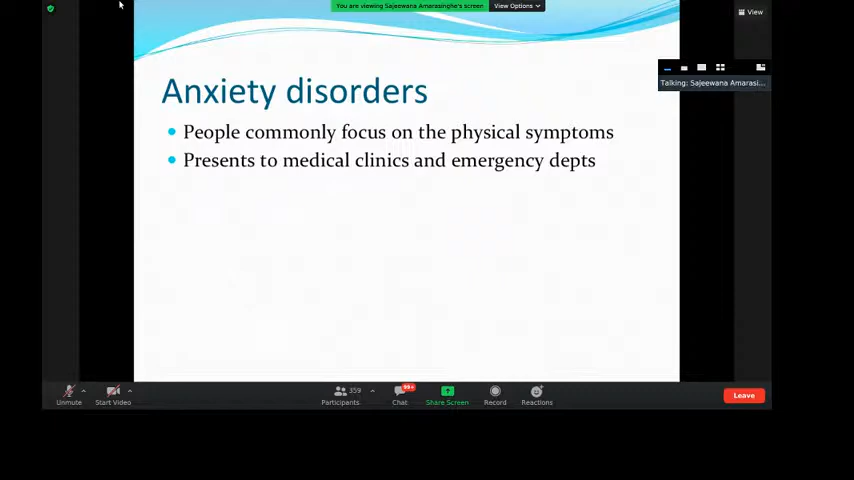 You are viewing Sajeewana Amarasinghe's screen
View Options
View
Talking: Sajeewana Amarasi...
Anxiety disorders
People commonly focus on the physical symptoms
Presents to medical clinics and emergency depts
359
99+
Unmute
Start Video
Participants
Chat
Share Screen
Record
Reactions
Leave